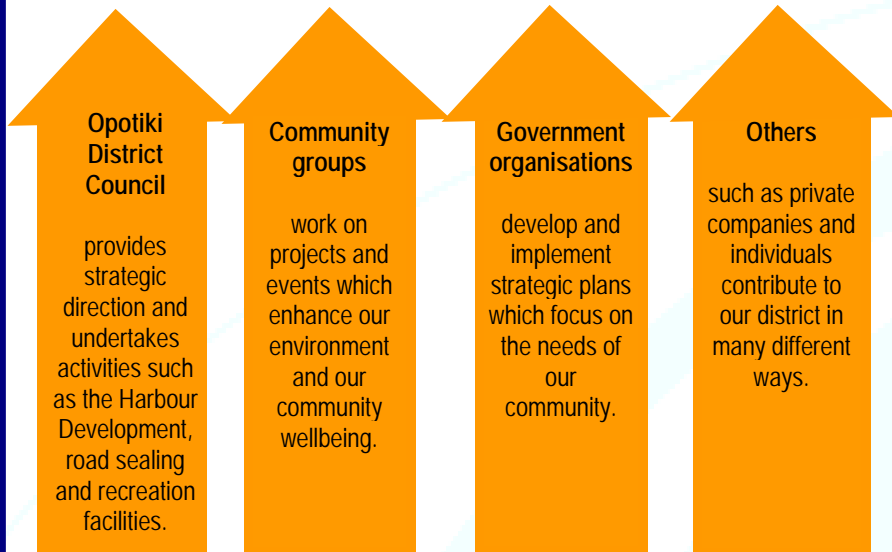 Opotiki
District
Council
provides
strategic
direction and
undertakes
activities such
as the Harbour
Development,
road sealing
and recreation
facilities.
Community
groups
work on
projects and
events which
enhance our
environment
and our
community
wellbeing.
Government
organisations
develop and
implement
strategic plans
which focus on
the needs of
our
community.
Others
such as private
companies and
individuals
contribute to
our district in
many different
ways.